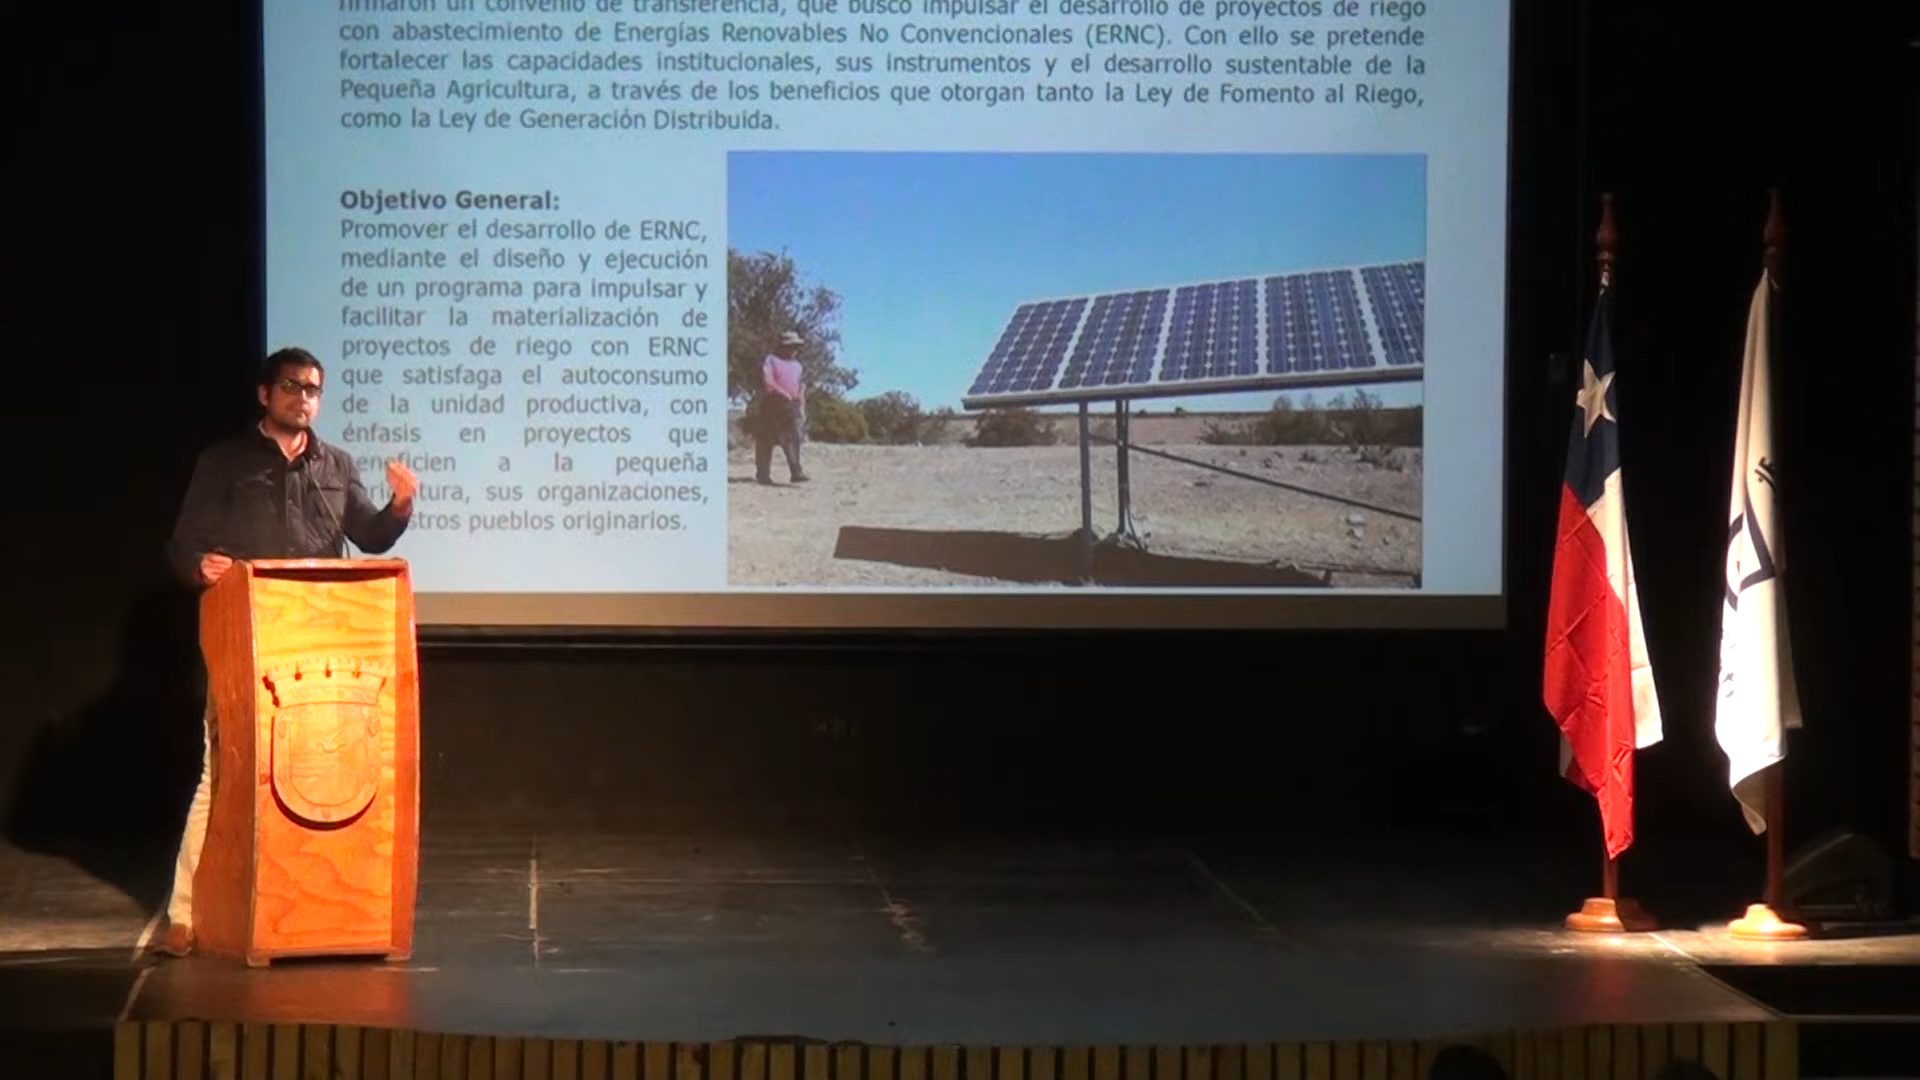 firmaron un convenio de transferencia, que buscó impulsar el desarrollo de proyectos de riego
con abastecimiento de Energías Renovables No Convencionales (ERNC). Con ello se pretende
fortalecer las capacidades institucionales, sus instrumentos y el desarrollo sustentable de la
Pequeña Agricultura, a través de los beneficios que otorgan tanto la Ley de Fomento al Riego,
como la Ley de Generación Distribuida.
Objetivo General:
Promover el desarrollo de ERNC,
mediante el diseño y ejecución
de un programa para impulsar y
facilitar la materialización de
proyectos de riego con ERNC
que satisfaga el autoconsumo
de la unidad productiva, con
énfasis en proyectos que
eneficien a la pequeña
tura, sus organizaciones,
stros pueblos originarios.